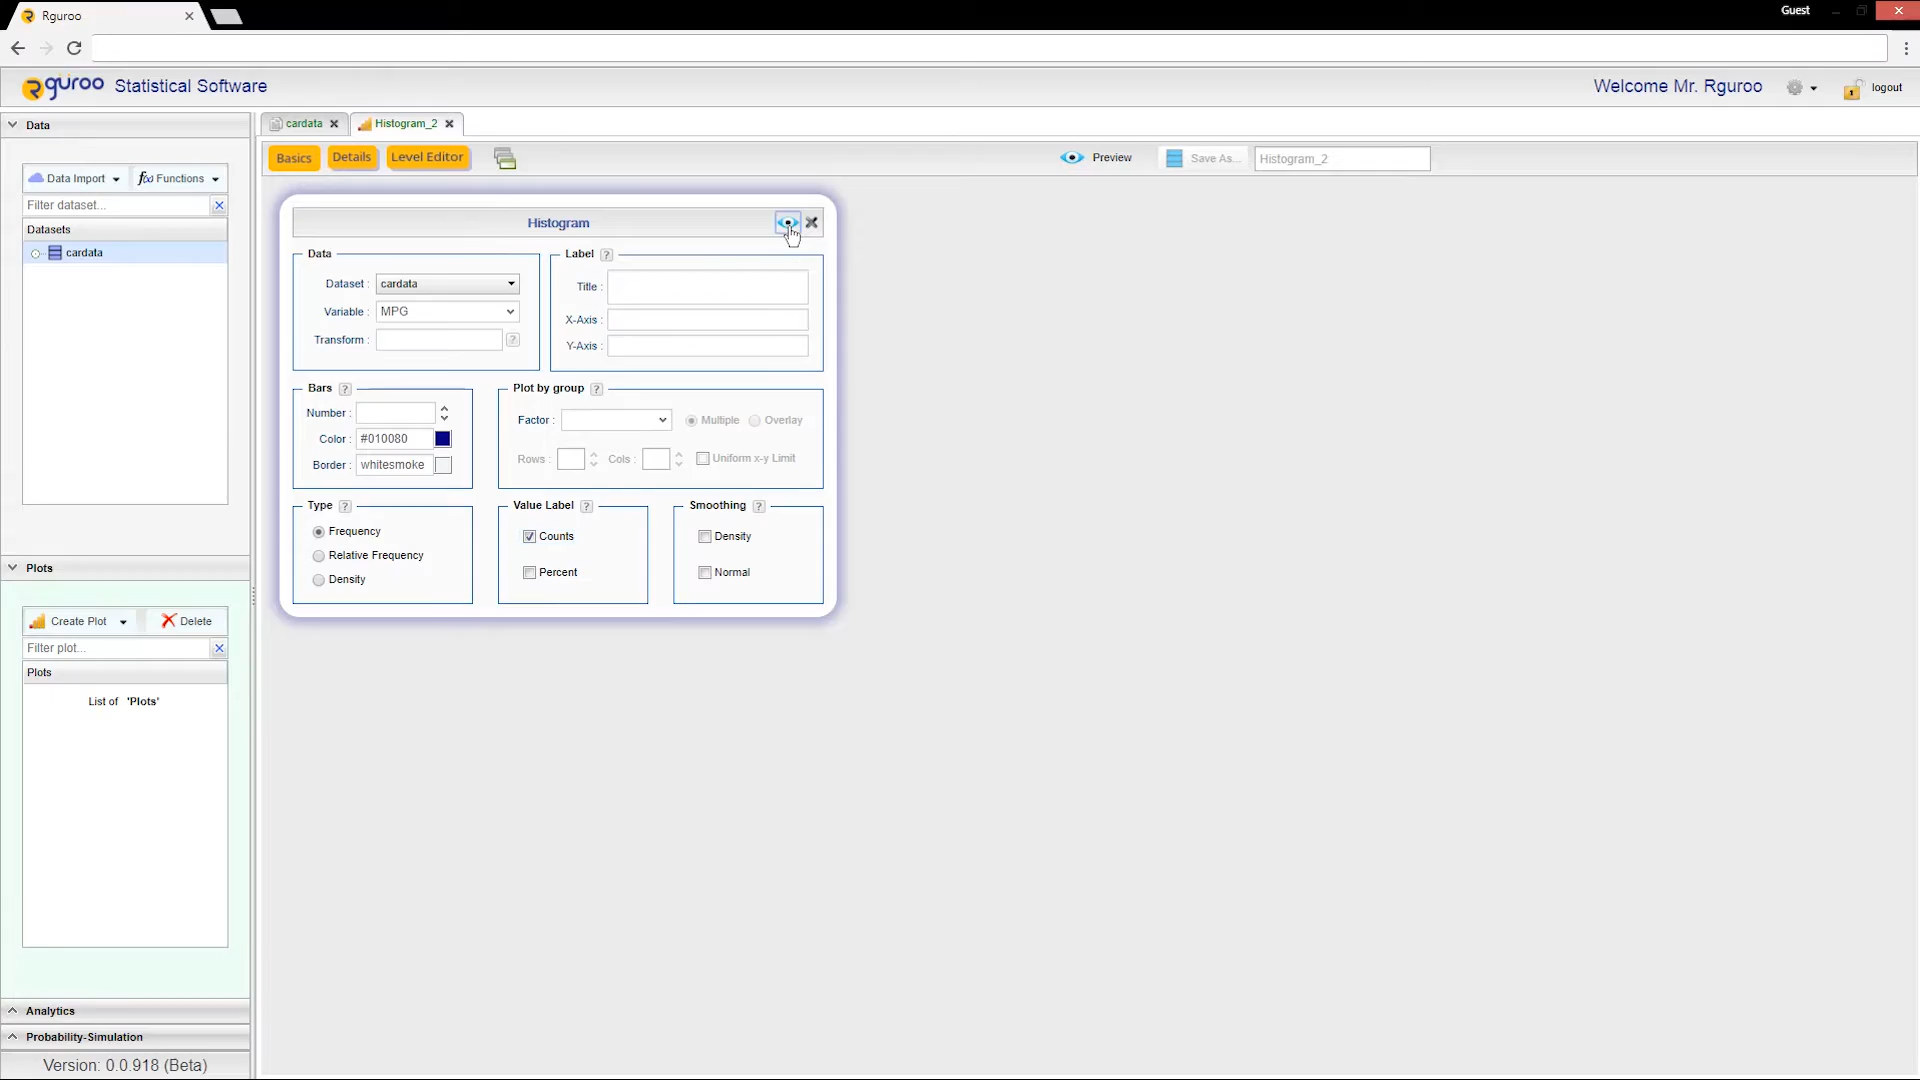 Rguroo
Guest
Rguroo Statistical Software
Welcome Mr. Rguroo
logout
Data
cardata
Histogram_2
Basics
Details
Level Editor
Preview
Save As...
Histogram_2
Data Import
f(x) Functions
Filter dataset...
Datasets
cardata
Histogram
Data
Dataset :
cardata
Variable :
MPG
Transform :
?
Label ?
Title :
X-Axis :
Y-Axis :
Bars ?
Number :
Color :
#010080
Border :
whitesmoke
Plot by group ?
Factor :
Multiple
Overlay
Rows :
Cols :
Uniform x-y Limit
Type ?
Frequency
Relative Frequency
Density
Value Label ?
Counts
Percent
Smoothing ?
Density
Normal
Plots
Create Plot
Delete
Filter plot...
Plots
List of 'Plots'
Analytics
Probability-Simulation
Version: 0.0.918 (Beta)